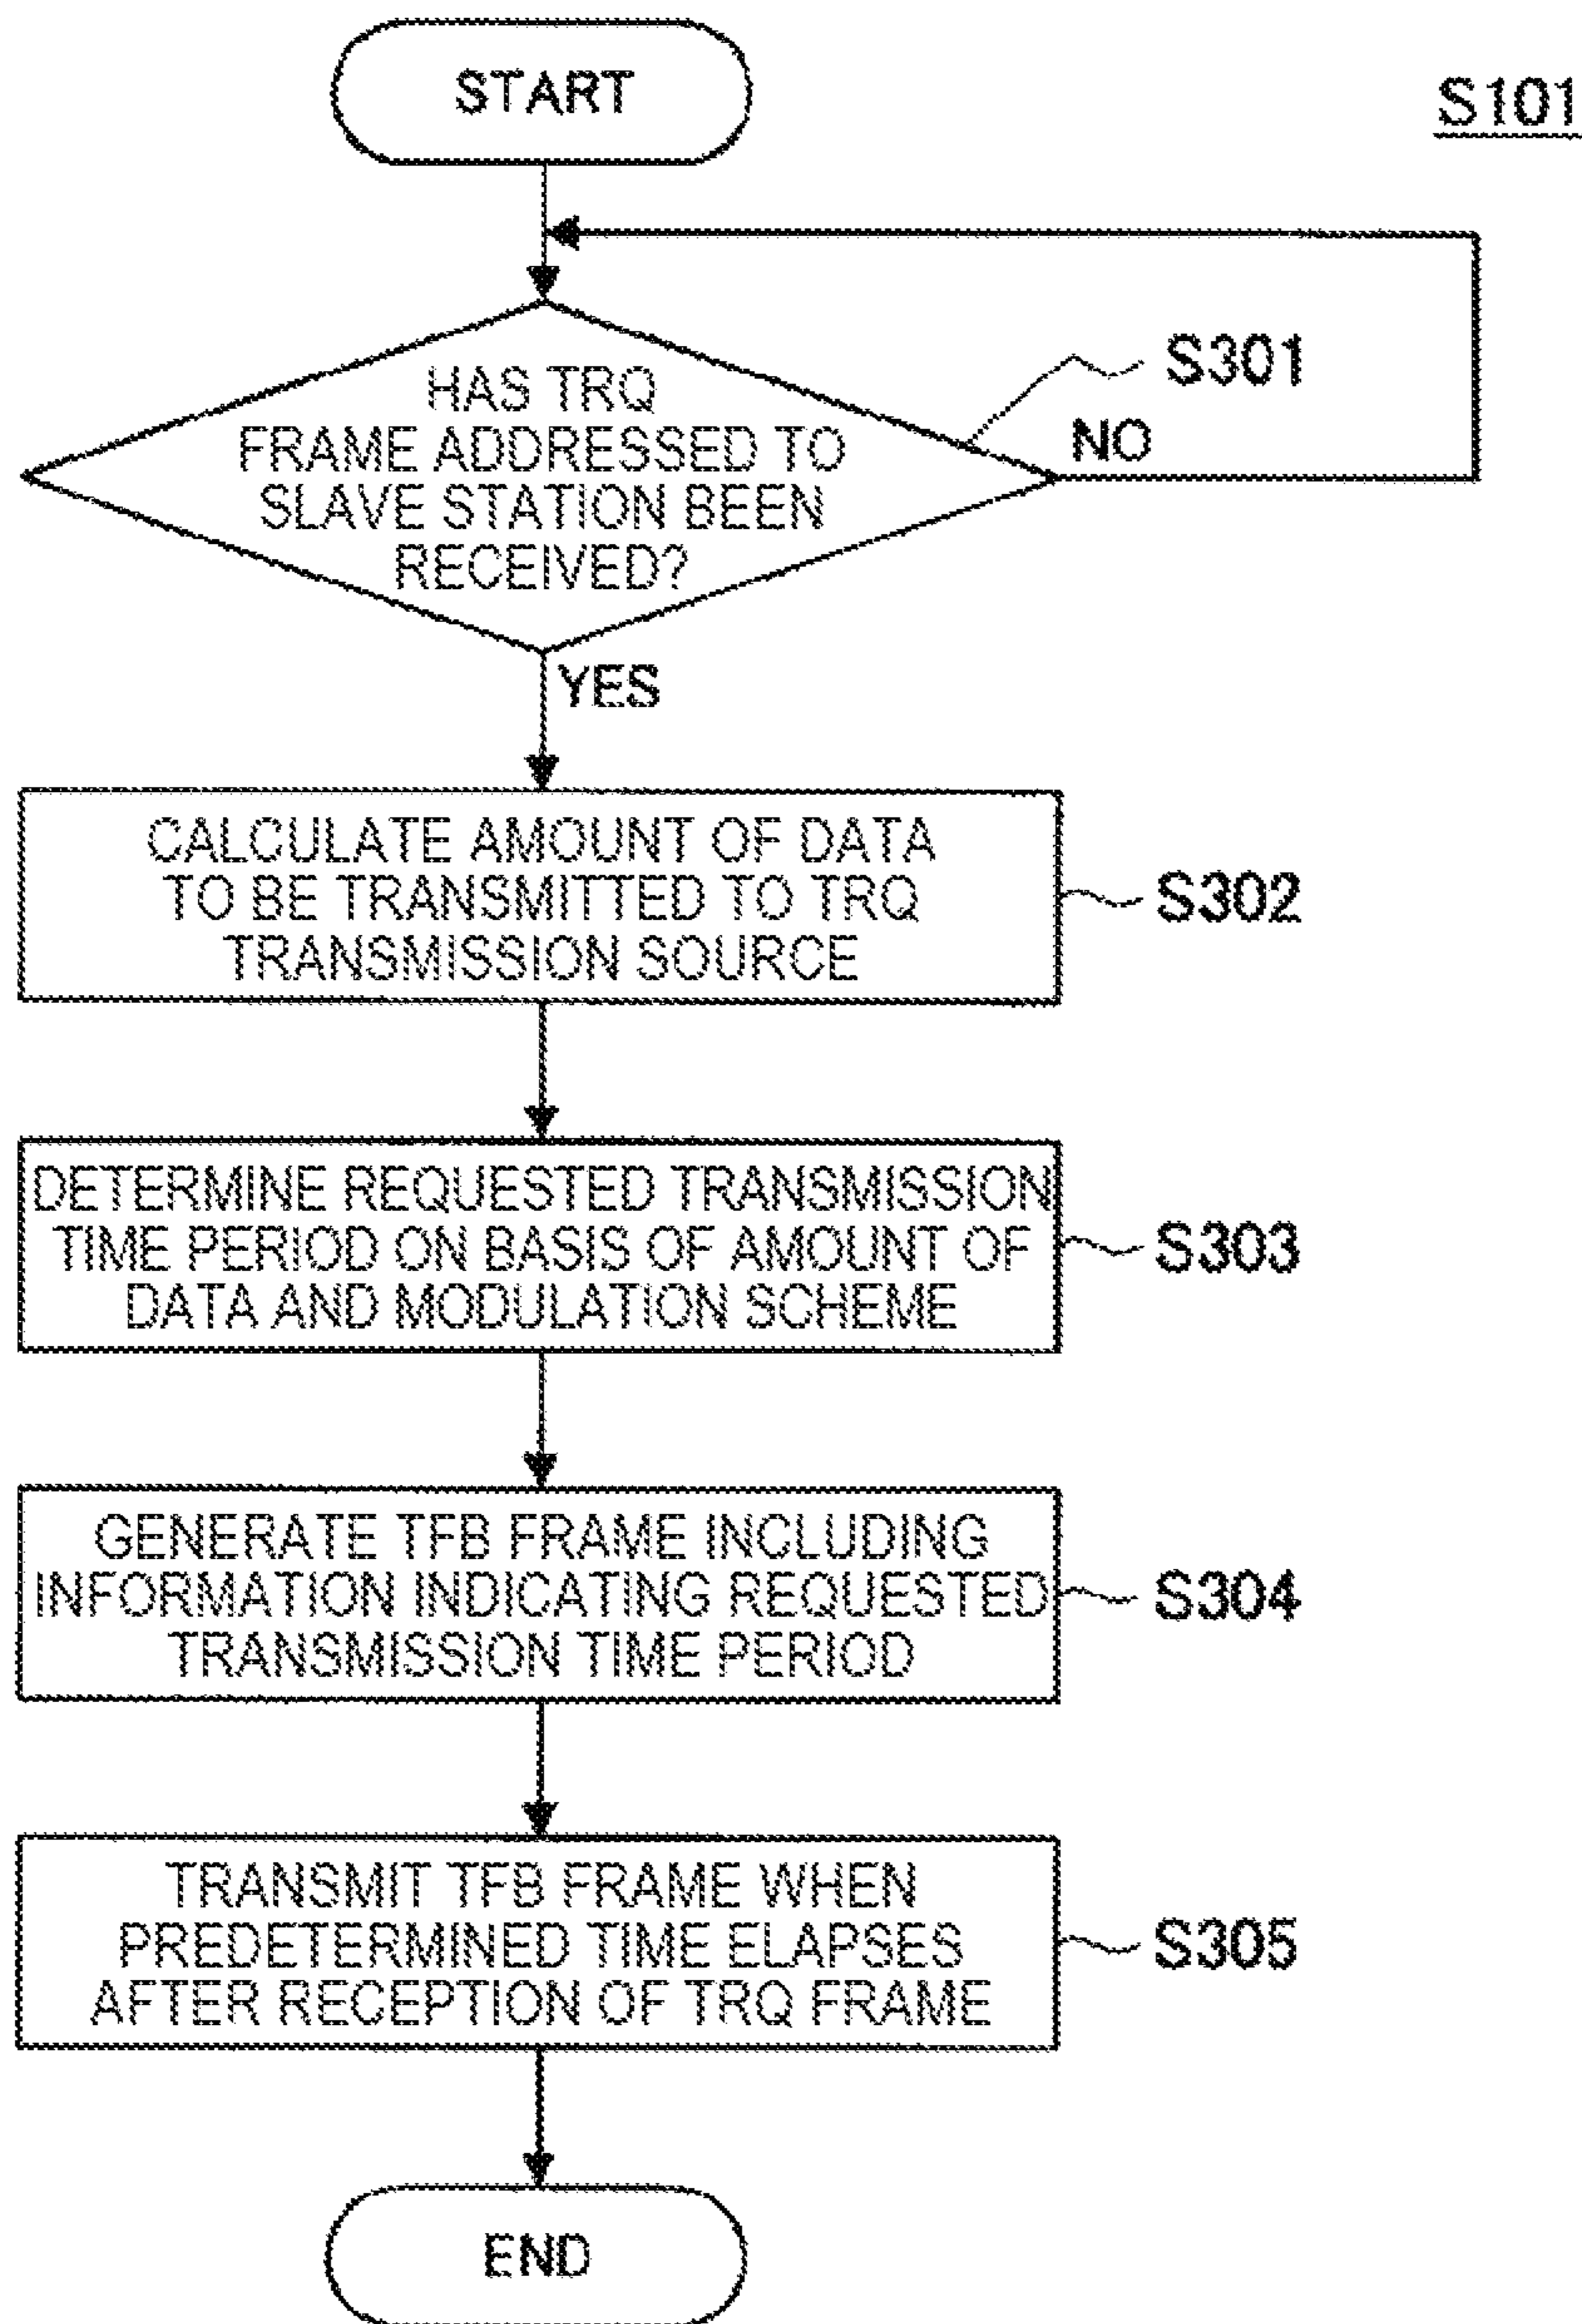 START
S101
HAS TRQ
FRAME ADDRESSED TO
SLAVE STATION BEEN
RECEIVED?
S301
NO
YES
CALCULATE AMOUNT OF DATA
TO BE TRANSMITTED TO TRQ
TRANSMISSION SOURCE
S302
DETERMINE REQUESTED TRANSMISSION
TIME PERIOD ON BASIS OF AMOUNT OF
DATA AND MODULATION SCHEME
S303
GENERATE TFB FRAME INCLUDING
INFORMATION INDICATING REQUESTED
TRANSMISSION TIME PERIOD
S304
TRANSMIT TFB FRAME WHEN
PREDETERMINED TIME ELAPSES
AFTER RECEPTION OF TRQ FRAME
S305
END